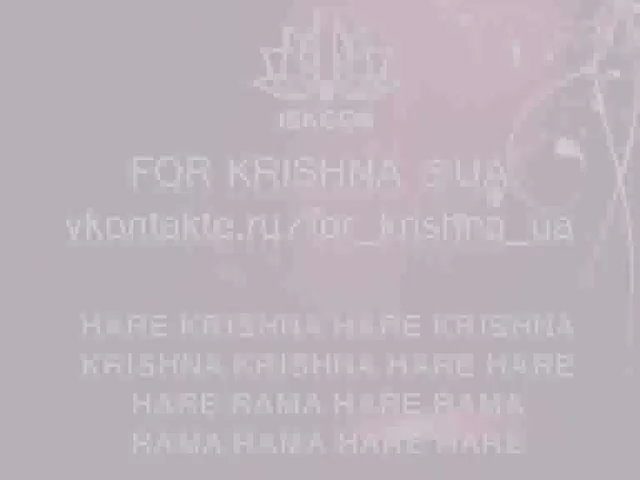 ISKCON
FOR KRISHNA @ UA
vkontakte.ru/for_krishna_ua
HARE KRISHNA HARE KRISHNA
KRISHNA KRISHNA HARE HARE
HARE RAMA HARE RAMA
RAMA RAMA HARE HARE